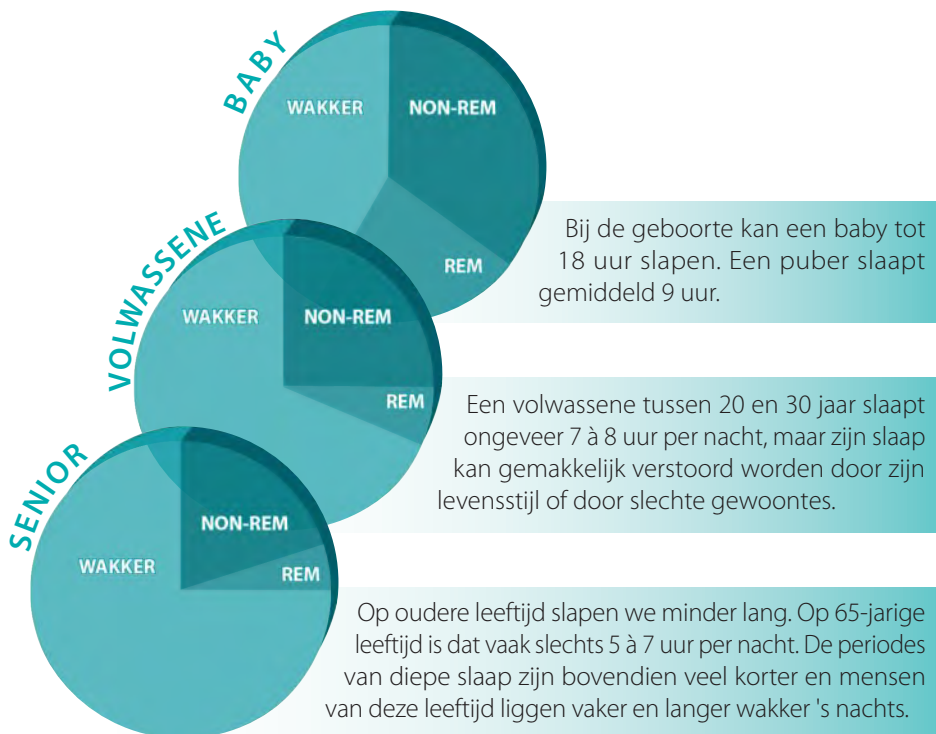 BABY
WAKKER
NON-REM
REM
Bij de geboorte kan een baby tot
18 uur slapen. Een puber slaapt
gemiddeld 9 uur.
VOLWASSENE
WAKKER
NON-REM
REM
Een volwassene tussen 20 en 30 jaar slaapt
ongeveer 7 à 8 uur per nacht, maar zijn slaap
kan gemakkelijk verstoord worden door zijn
levensstijl of door slechte gewoontes.
SENIOR
WAKKER
NON-REM
REM
Op oudere leeftijd slapen we minder lang. Op 65-jarige
leeftijd is dat vaak slechts 5 à 7 uur per nacht. De periodes
van diepe slaap zijn bovendien veel korter en mensen
van deze leeftijd liggen vaker en langer wakker 's nachts.